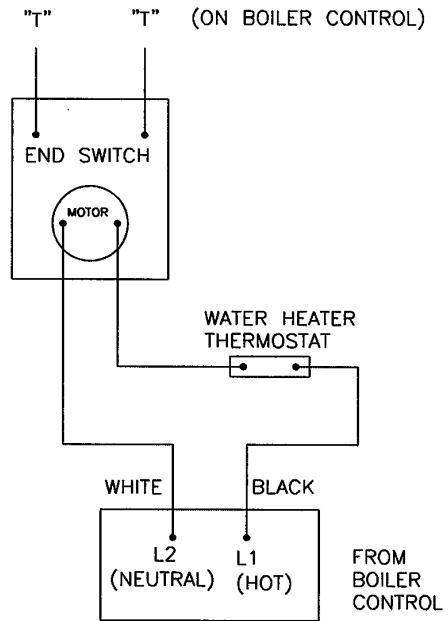 "T" "T" (ON BOILER CONTROL)
END SWITCH
MOTOR
WATER HEATER
THERMOSTAT
WHITE BLACK
L2 L1
(NEUTRAL) (HOT)
FROM
BOILER
CONTROL